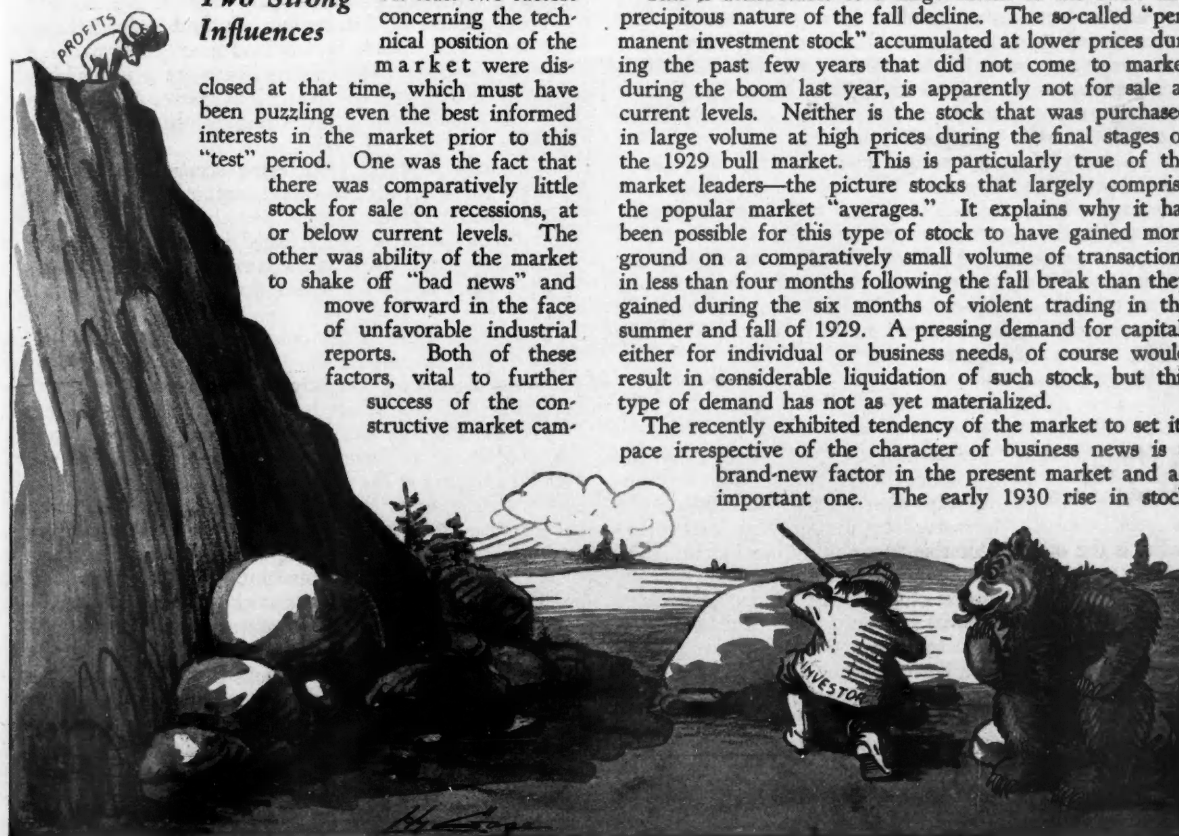 PROFITS
Two Strong
Influences
concerning the tech-
nical position of the
market were dis-
closed at that time, which must have
been puzzling even the best informed
interests in the market prior to this
"test" period. One was the fact that
there was comparatively little
stock for sale on recessions, at
or below current levels. The
other was ability of the market
to shake off "bad news" and
move forward in the face
of unfavorable industrial
reports. Both of these
factors, vital to further
success of the con-
structive market cam-
precipitous nature of the fall decline. The so-called "per
manent investment stock" accumulated at lower prices dur
ing the past few years that did not come to marke
during the boom last year, is apparently not for sale a
current levels. Neither is the stock that was purchase
in large volume at high prices during the final stages o
the 1929 bull market. This is particularly true of th
market leaders—the picture stocks that largely compris
the popular market "averages." It explains why it ha
been possible for this type of stock to have gained mor
ground on a comparatively small volume of transaction
in less than four months following the fall break than the
gained during the six months of violent trading in th
summer and fall of 1929. A pressing demand for capital
either for individual or business needs, of course woul
result in considerable liquidation of such stock, but thi
type of demand has not as yet materialized.
The recently exhibited tendency of the market to set it
pace irrespective of the character of business news is
brand-new factor in the present market and a
important one. The early 1930 rise in stoc
INVESTOR